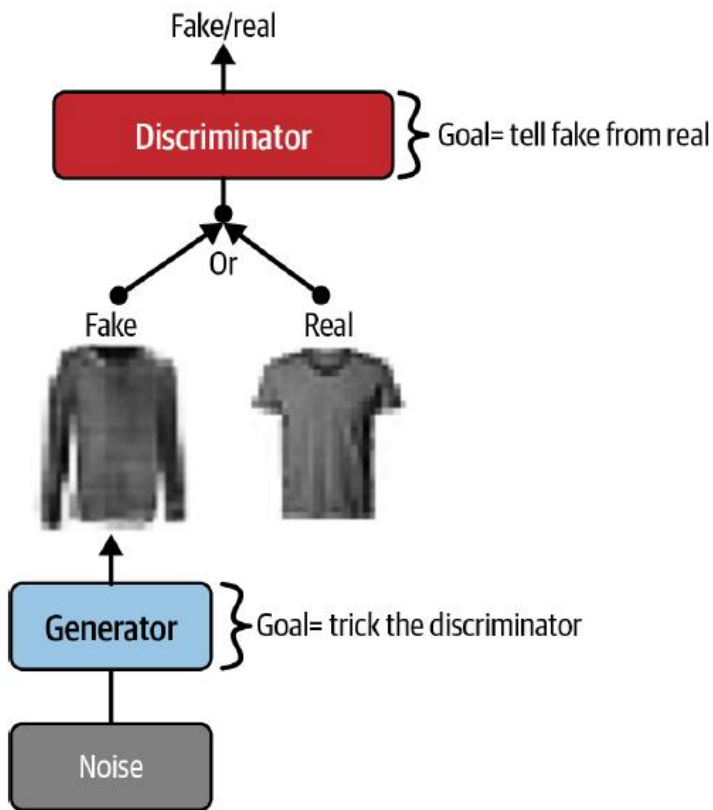 Fake/real
Discriminator
Goal= tell fake from real
Or
Fake
Real
Generator
Goal= trick the discriminator
Noise